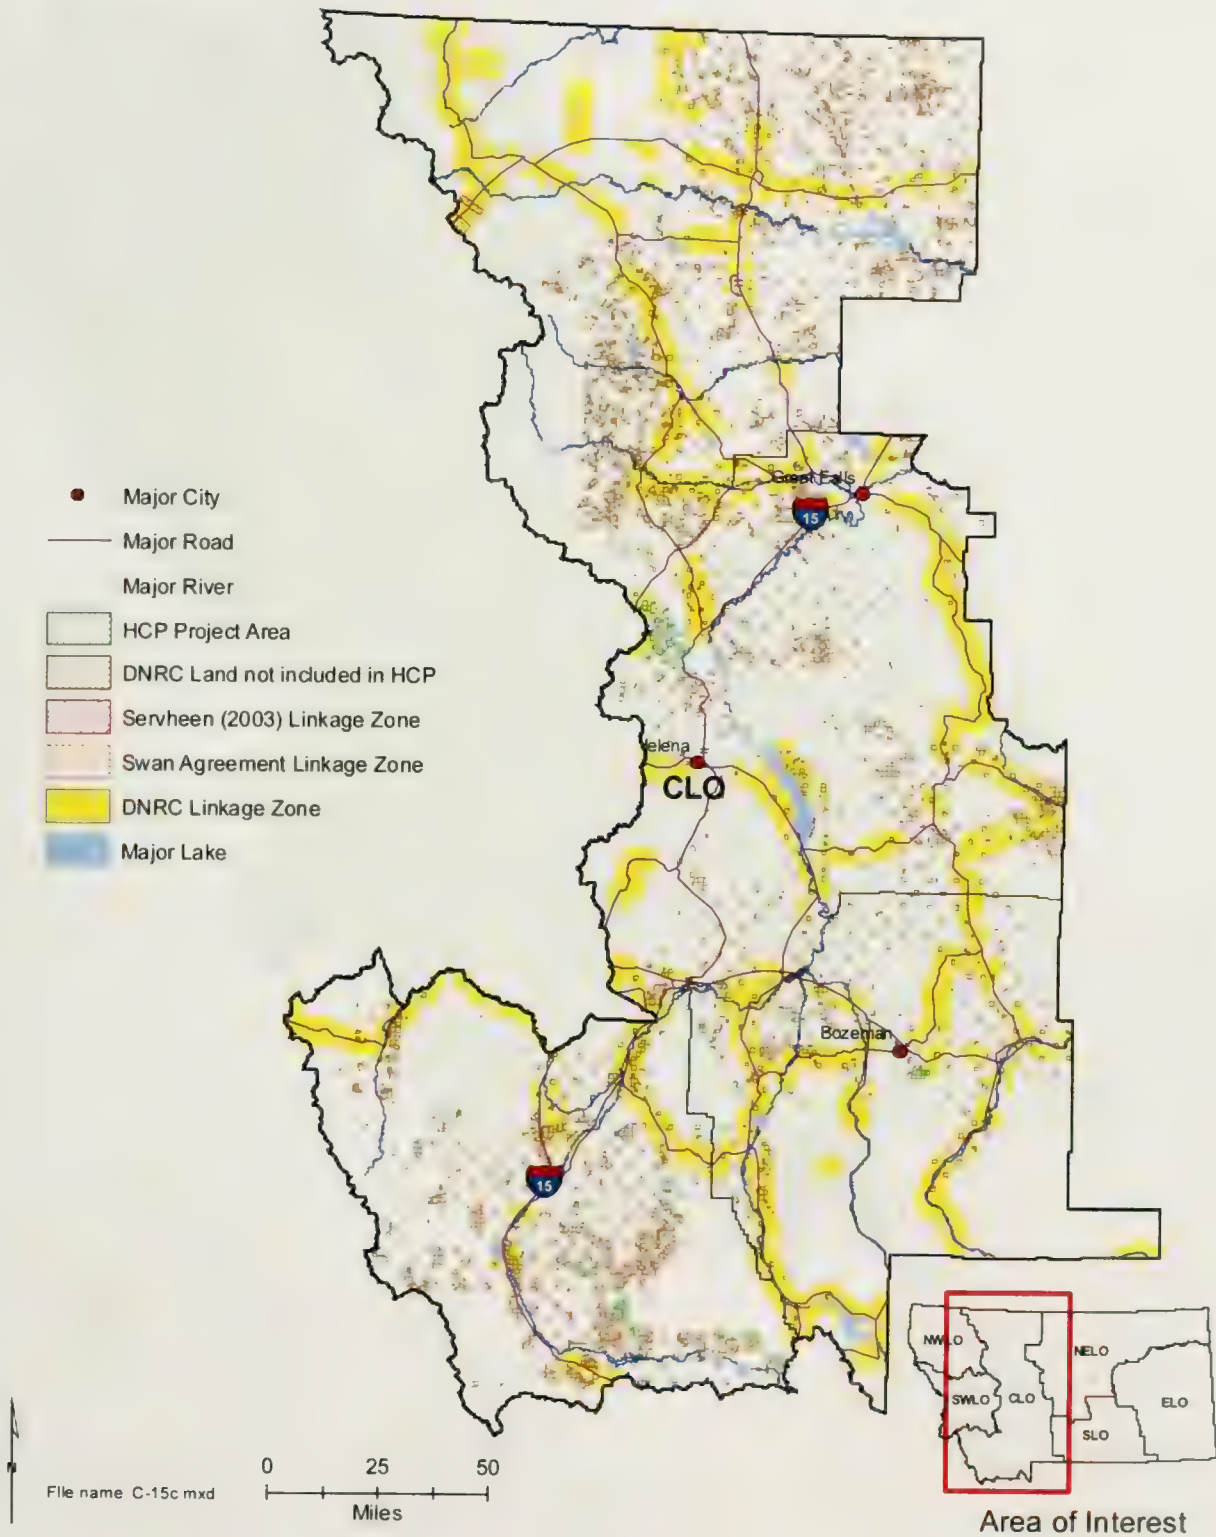 Great Falls
15
Major City
Major Road
Major River
HCP Project Area
DNRC Land not included in HCP
Servheen (2003) Linkage Zone
Swan Agreement Linkage Zone
DNRC Linkage Zone
Major Lake
elena
CLO
Bozeman
15
NWLO
NELO
SWLO
CLO
ELO
SLO
N
0 25 50
Miles
File name C-15c mxd
Area of Interest